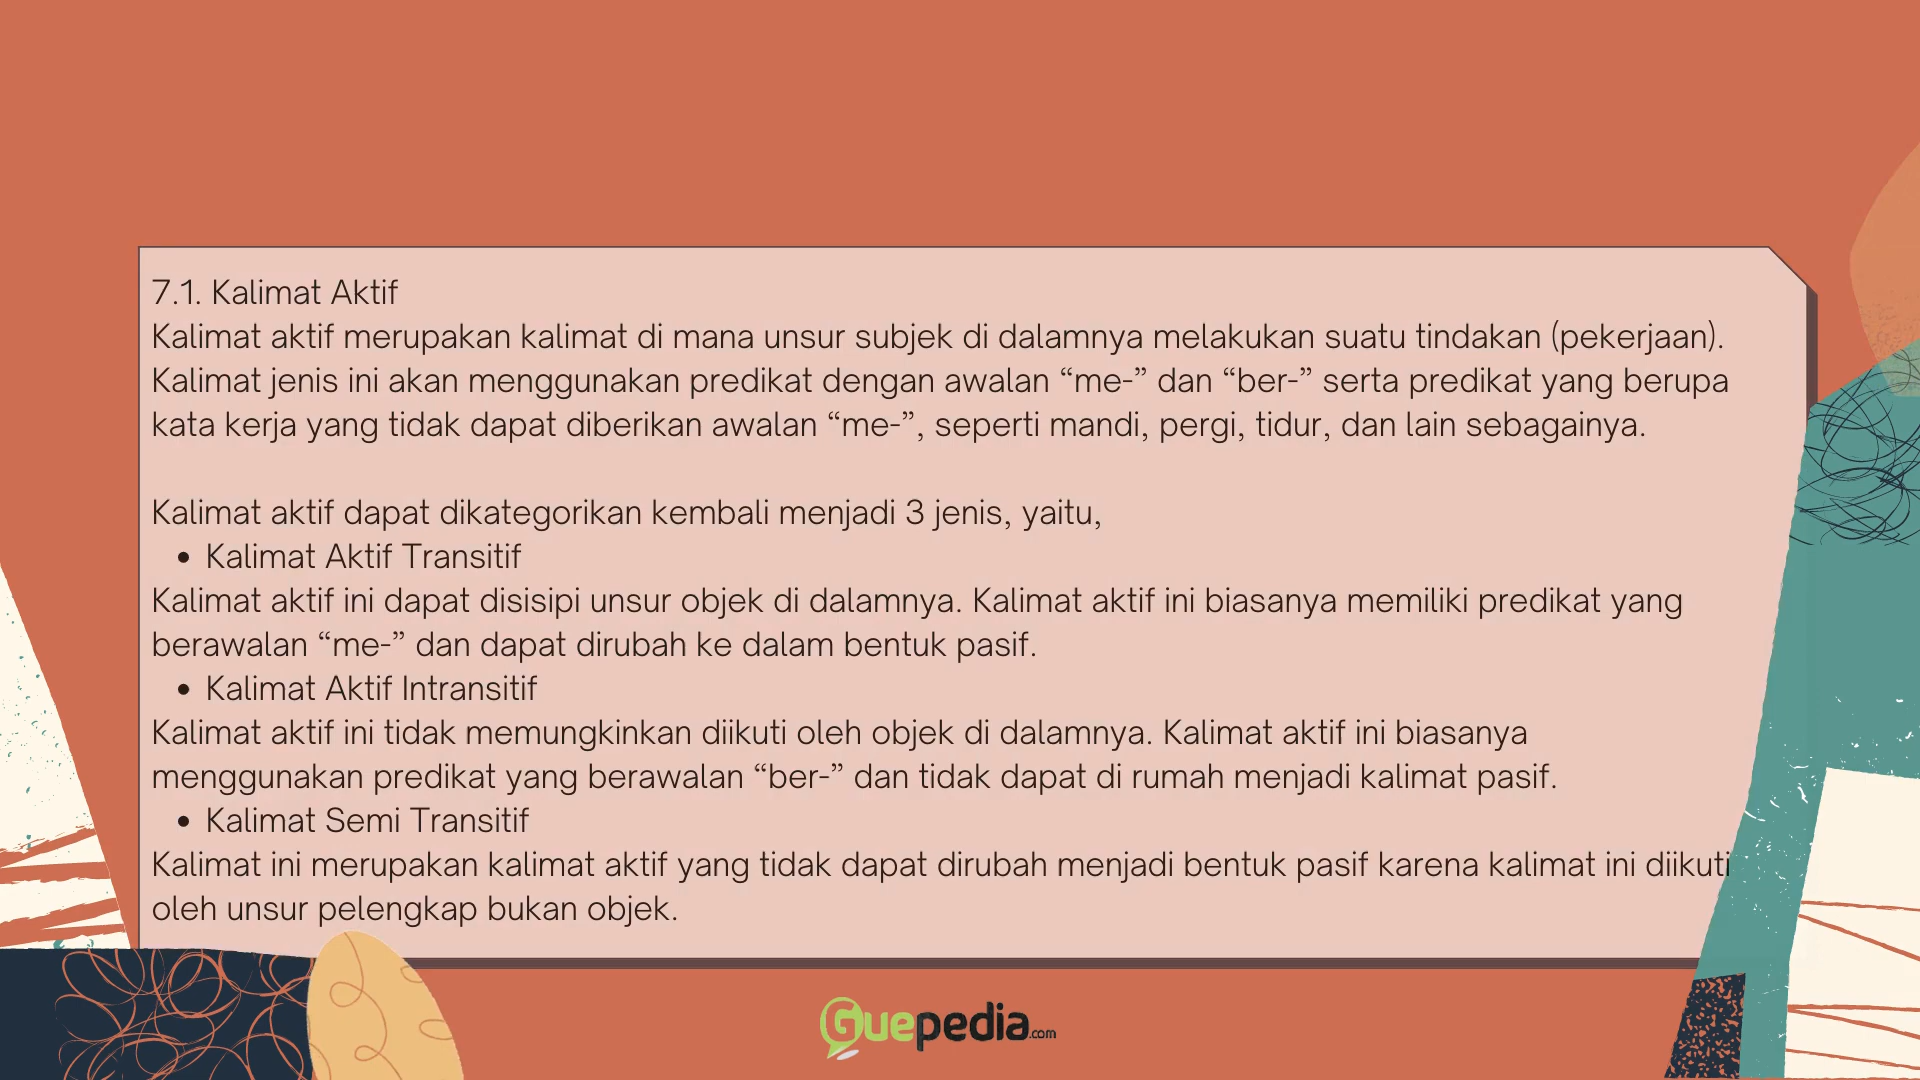 7.1. Kalimat Aktif
Kalimat aktif merupakan kalimat di mana unsur subjek di dalamnya melakukan suatu tindakan (pekerjaan).
Kalimat jenis ini akan menggunakan predikat dengan awalan “me-” dan “ber-” serta predikat yang berupa
kata kerja yang tidak dapat diberikan awalan “me-”, seperti mandi, pergi, tidur, dan lain sebagainya.
Kalimat aktif dapat dikategorikan kembali menjadi 3 jenis, yaitu,
• Kalimat Aktif Transitif
Kalimat aktif ini dapat disisipi unsur objek di dalamnya. Kalimat aktif ini biasanya memiliki predikat yang
berawalan “me-” dan dapat dirubah ke dalam bentuk pasif.
• Kalimat Aktif Intransitif
Kalimat aktif ini tidak memungkinkan diikuti oleh objek di dalamnya. Kalimat aktif ini biasanya
menggunakan predikat yang berawalan “ber-” dan tidak dapat di rumah menjadi kalimat pasif.
• Kalimat Semi Transitif
Kalimat ini merupakan kalimat aktif yang tidak dapat dirubah menjadi bentuk pasif karena kalimat ini diikuti
oleh unsur pelengkap bukan objek.
Guepedia.com